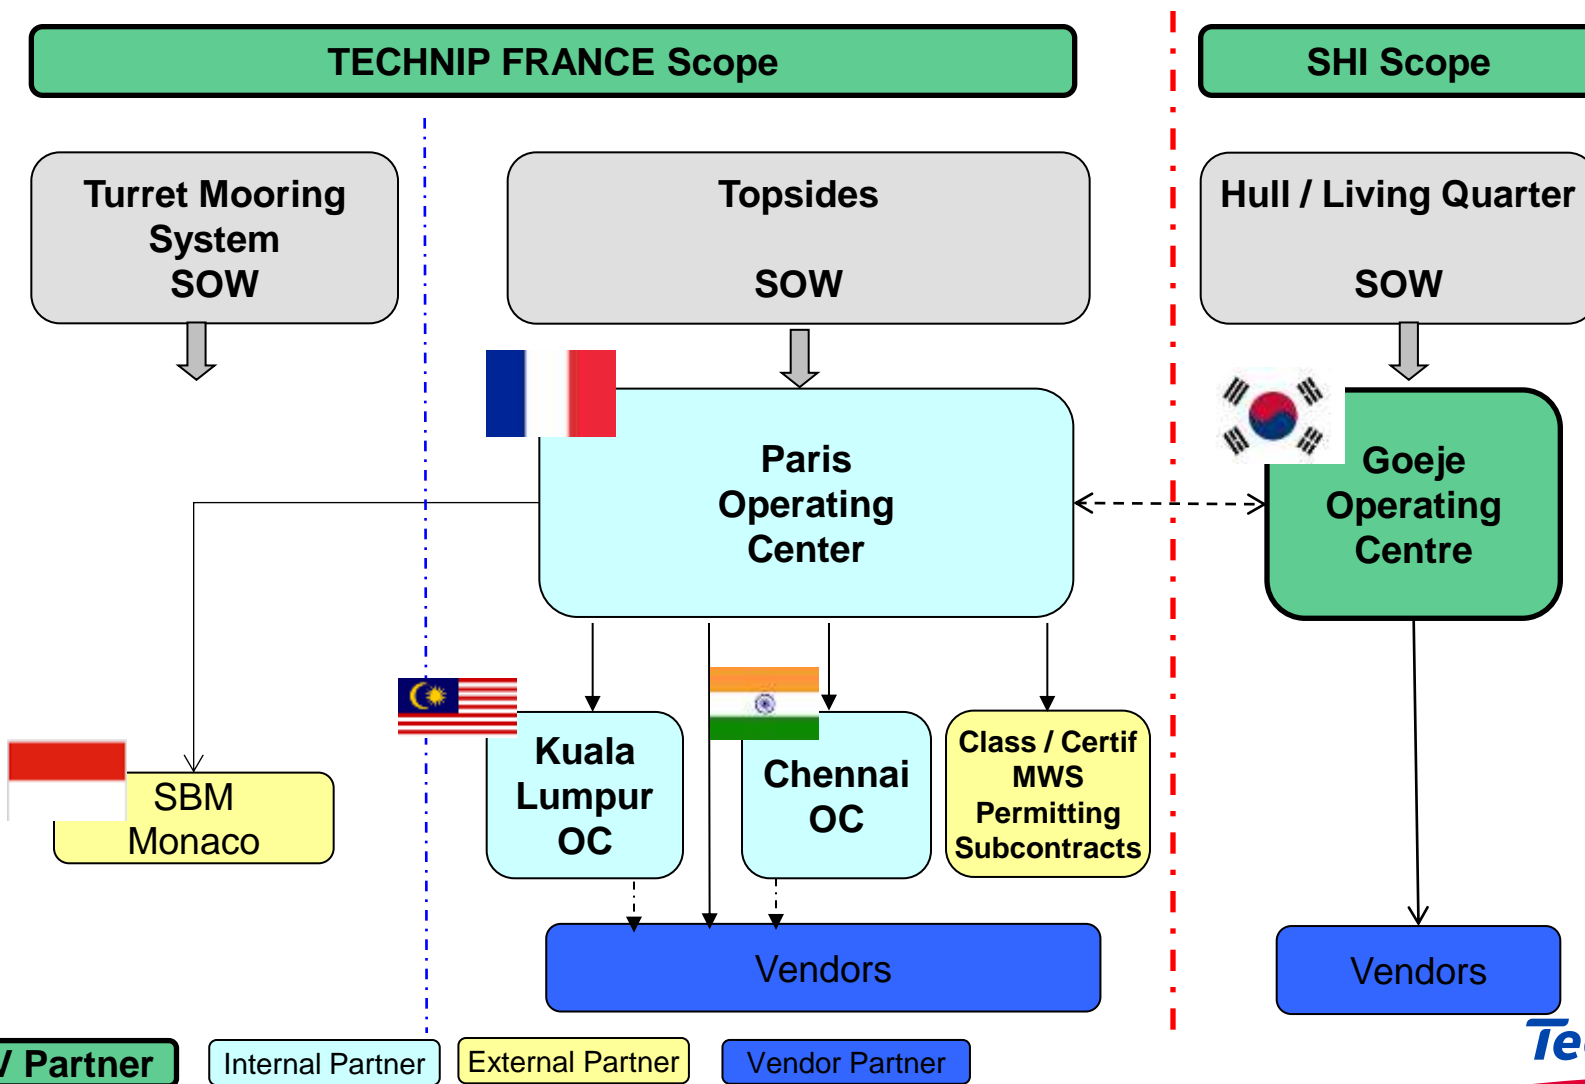 TECHNIP FRANCE Scope
SHI Scope
Turret Mooring
System
SOW
Topsides
SOW
Hull / Living Quarter
SOW
Paris
Operating
Center
Goeje
Operating
Centre
Kuala
Lumpur
OC
Chennai
OC
Class / Certif
MWS
Permitting
Subcontracts
SBM
Monaco
Vendors
Vendors
V Partner
Internal Partner
External Partner
Vendor Partner